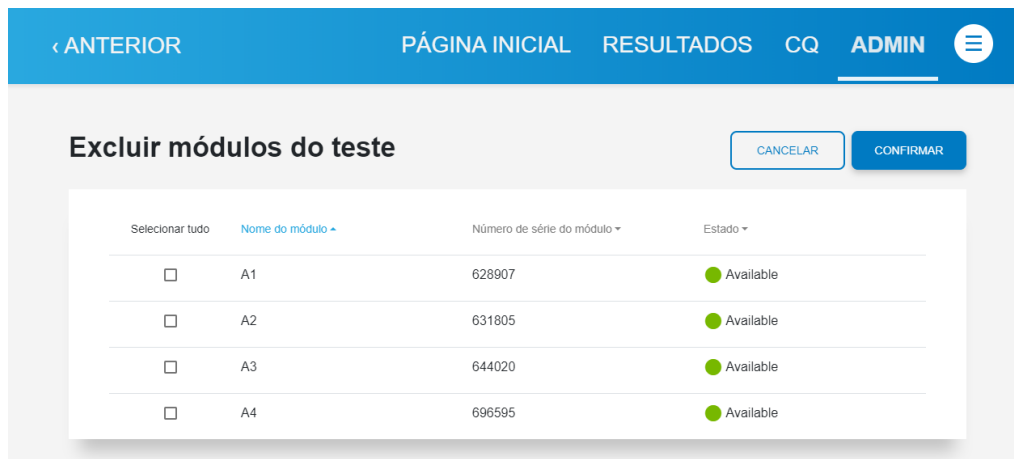 ‹ ANTERIOR PÁGINA INICIAL RESULTADOS CQ ADMIN
Excluir módulos do teste CANCELAR CONFIRMAR
Selecionar tudo Nome do módulo Número de série do módulo Estado
A1 628907 Available
A2 631805 Available
A3 644020 Available
A4 696595 Available